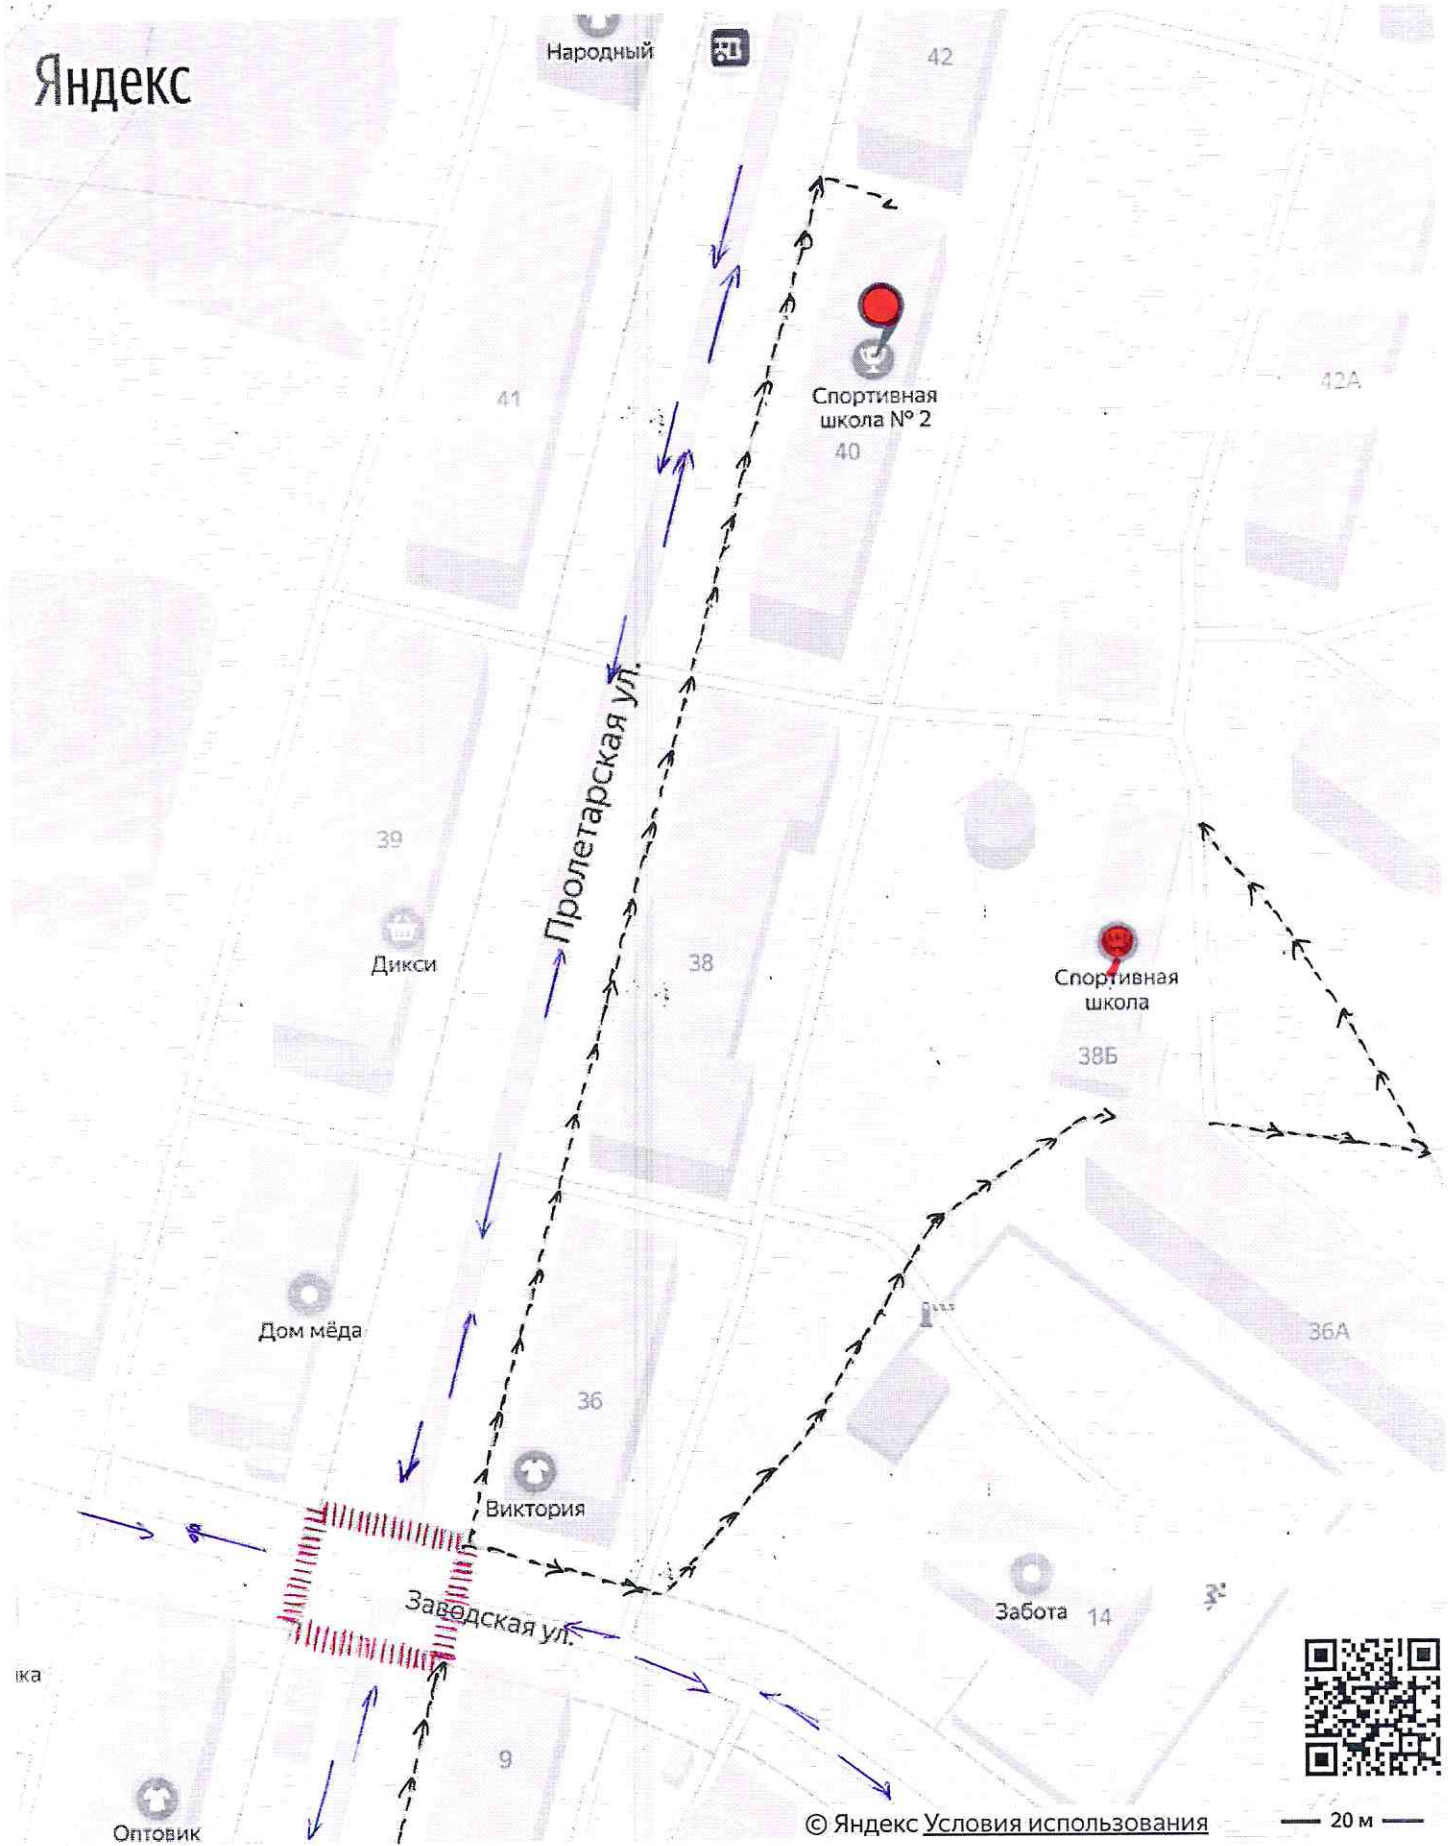 Яндекс
Народный
42
42А
41
Спортивная
школа № 2
40
Пролетарская ул.
39
Дикси
38
Спортивная
школа
38Б
Дом мёда
36А
36
Виктория
Заводская ул.
Забота
14
ка
9
Оптовик
© Яндекс Условия использования
20 м